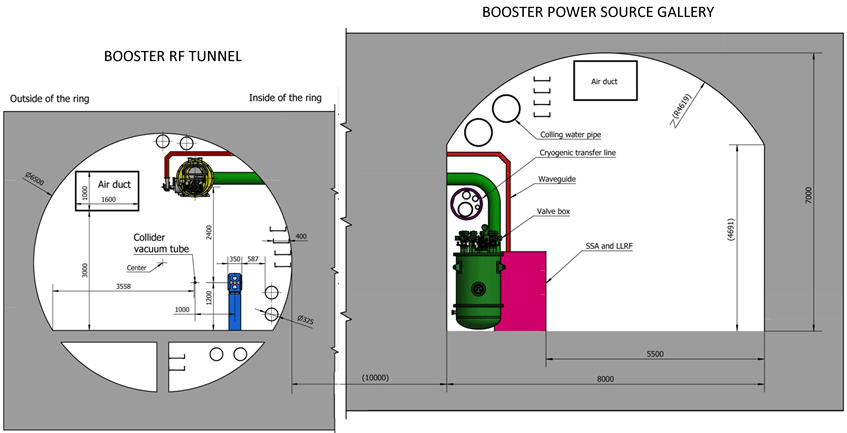 BOOSTER POWER SOURCE GALLERY
BOOSTER RF TUNNEL
Outside of the ring
Inside of the ring
Air duct
(R4619)
Colling water pipe
Cryogenic transfer line
Waveguide
Valve box
SSA and LLRF
(4691)
7000
5500
8000
(10000)
Ø6500
Air duct
1000
1600
3000
Collider
vacuum tube
Center
3558
1000
2400
350
587
400
1200
Ø325